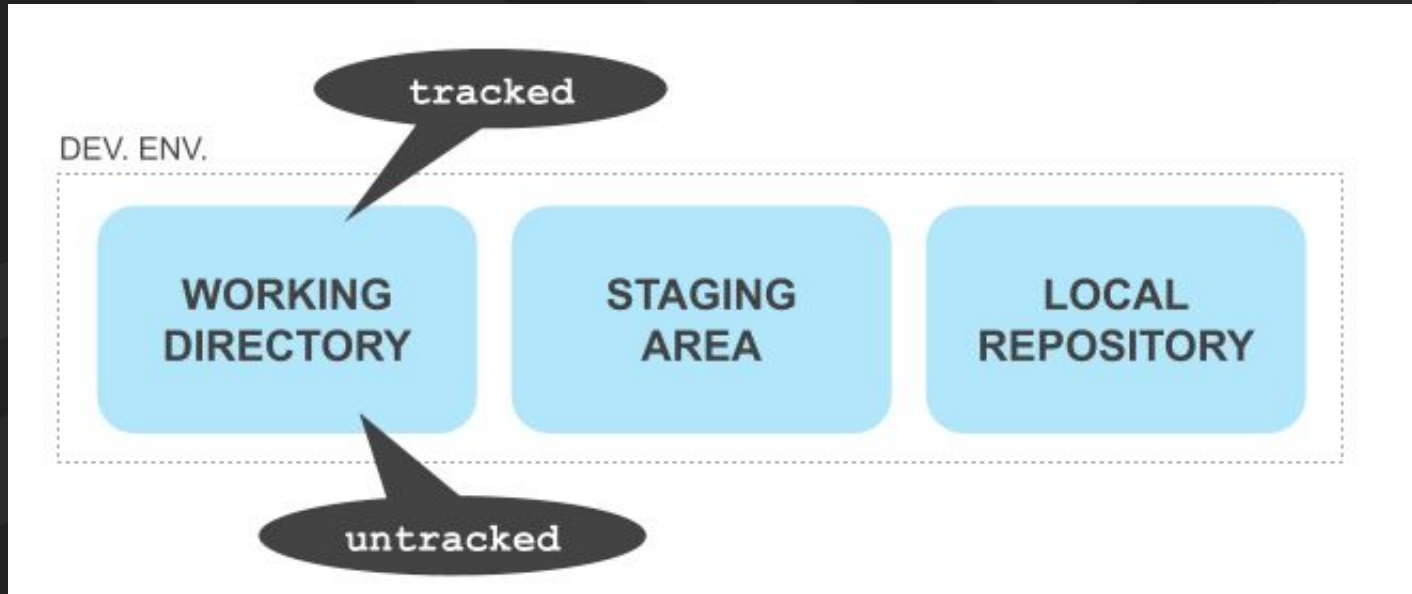 tracked
DEV. ENV.
WORKING
DIRECTORY
STAGING
AREA
LOCAL
REPOSITORY
untracked